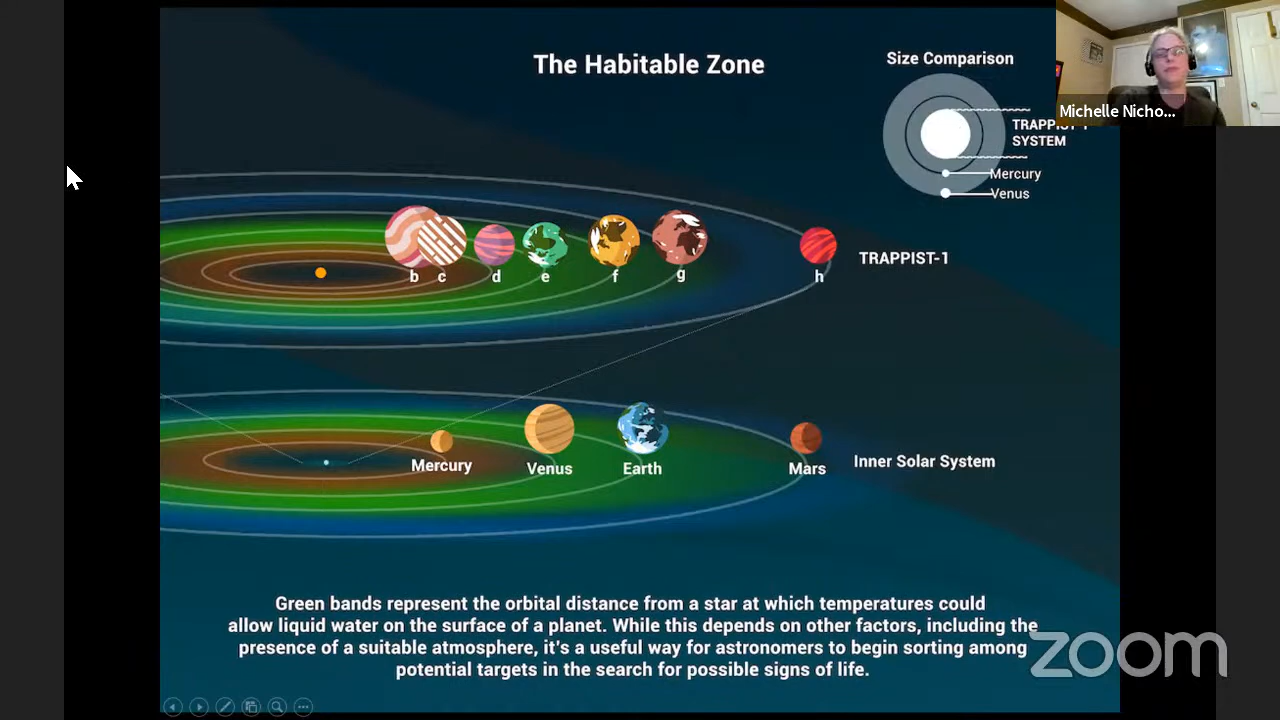 The Habitable Zone
Size Comparison
Michelle Nicho...
TRAPPIST-1
SYSTEM
Mercury
Venus
b c d e f g h
TRAPPIST-1
Mercury Venus Earth Mars
Inner Solar System
Green bands represent the orbital distance from a star at which temperatures could
allow liquid water on the surface of a planet. While this depends on other factors, including the
presence of a suitable atmosphere, it's a useful way for astronomers to begin sorting among
potential targets in the search for possible signs of life.
zoom